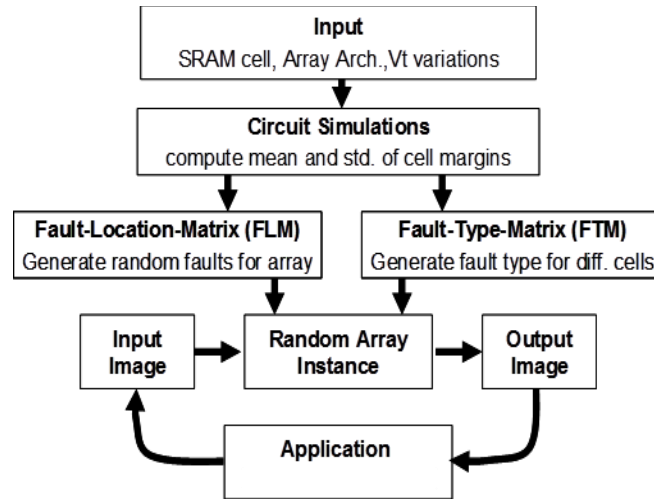 Input
SRAM cell, Array Arch.,Vt variations
Circuit Simulations
compute mean and std. of cell margins
Fault-Location-Matrix (FLM)
Generate random faults for array
Fault-Type-Matrix (FTM)
Generate fault type for diff. cells
Input
Image
Random Array
Instance
Output
Image
Application